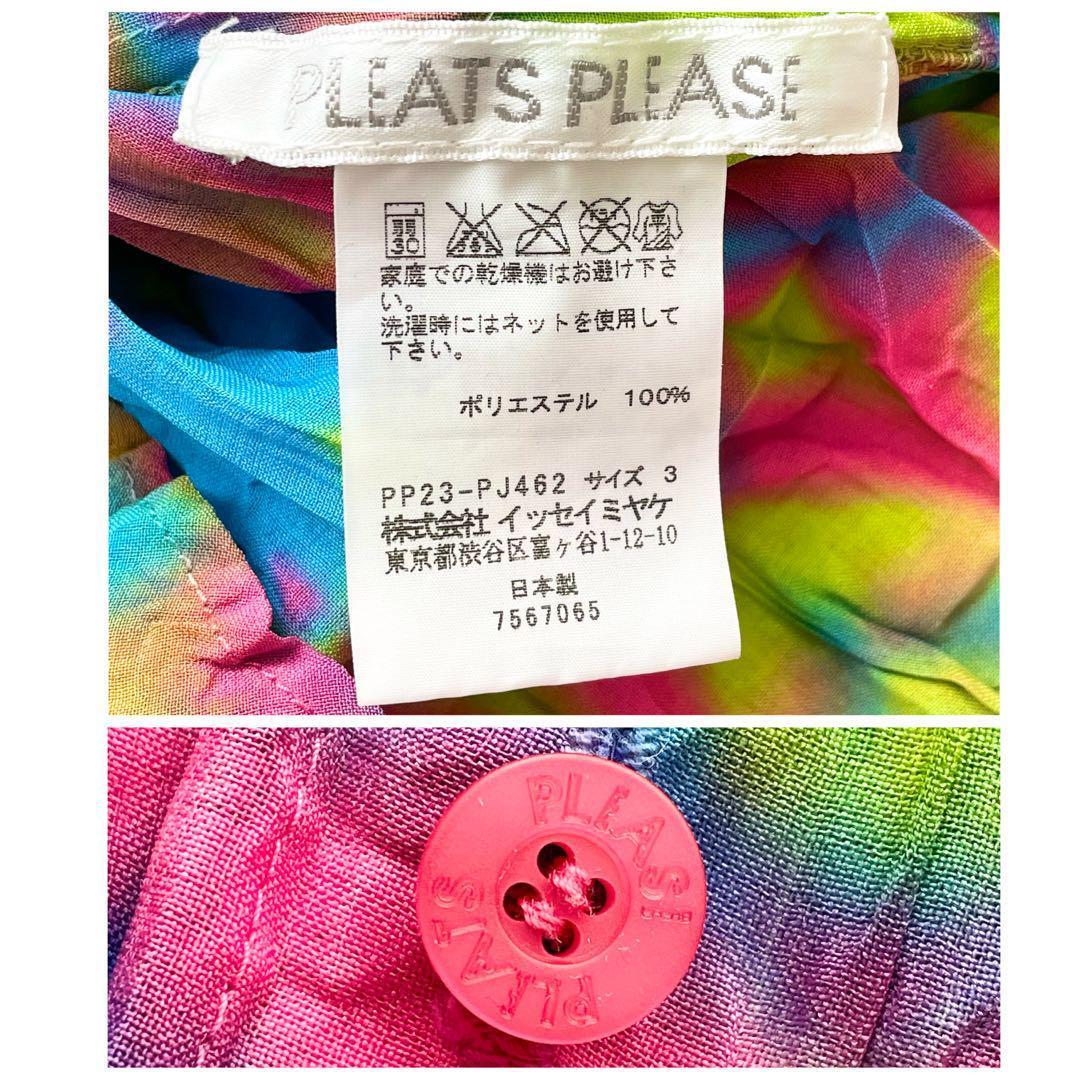 PLEATS PLEASE
弱
30
家庭での乾燥機はお避け下さ
い。
洗濯時にはネットを使用して
下さい。
ポリエステル 100%
PP23-PJ462 サイズ 3
株式会社 イッセイミヤケ
東京都渋谷区富ヶ谷1-12-10
日本製
7567065
PLEASE
PLEATS